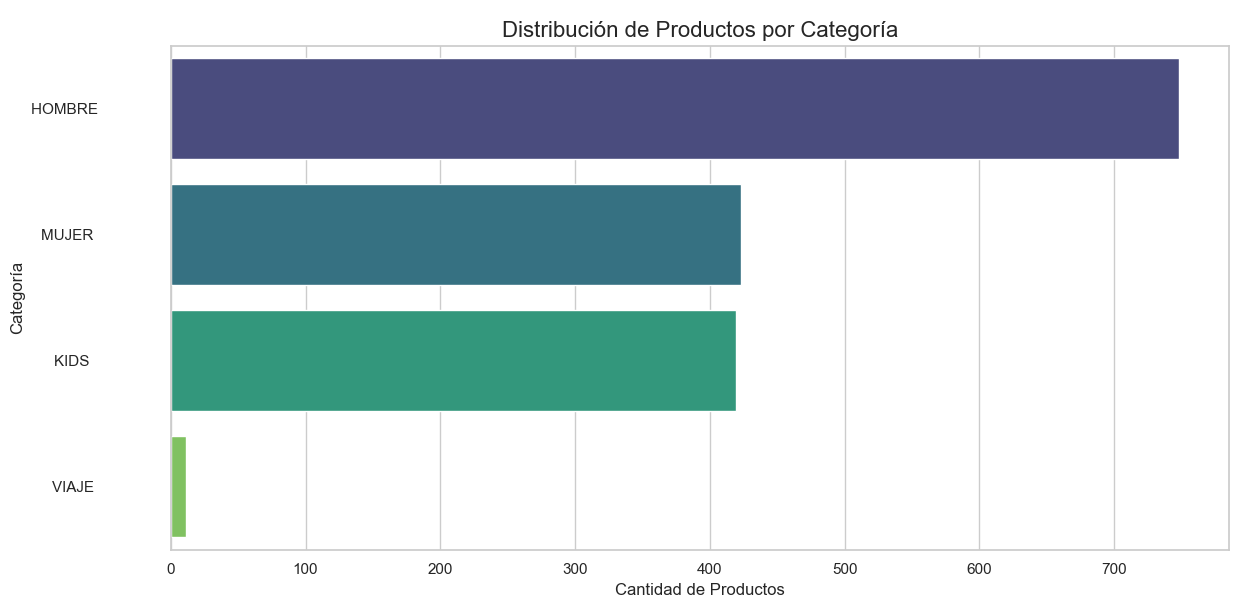 Distribución de Productos por Categoría
HOMBRE
MUJER
KIDS
VIAJE
Categoría
0 100 200 300 400 500 600 700
Cantidad de Productos